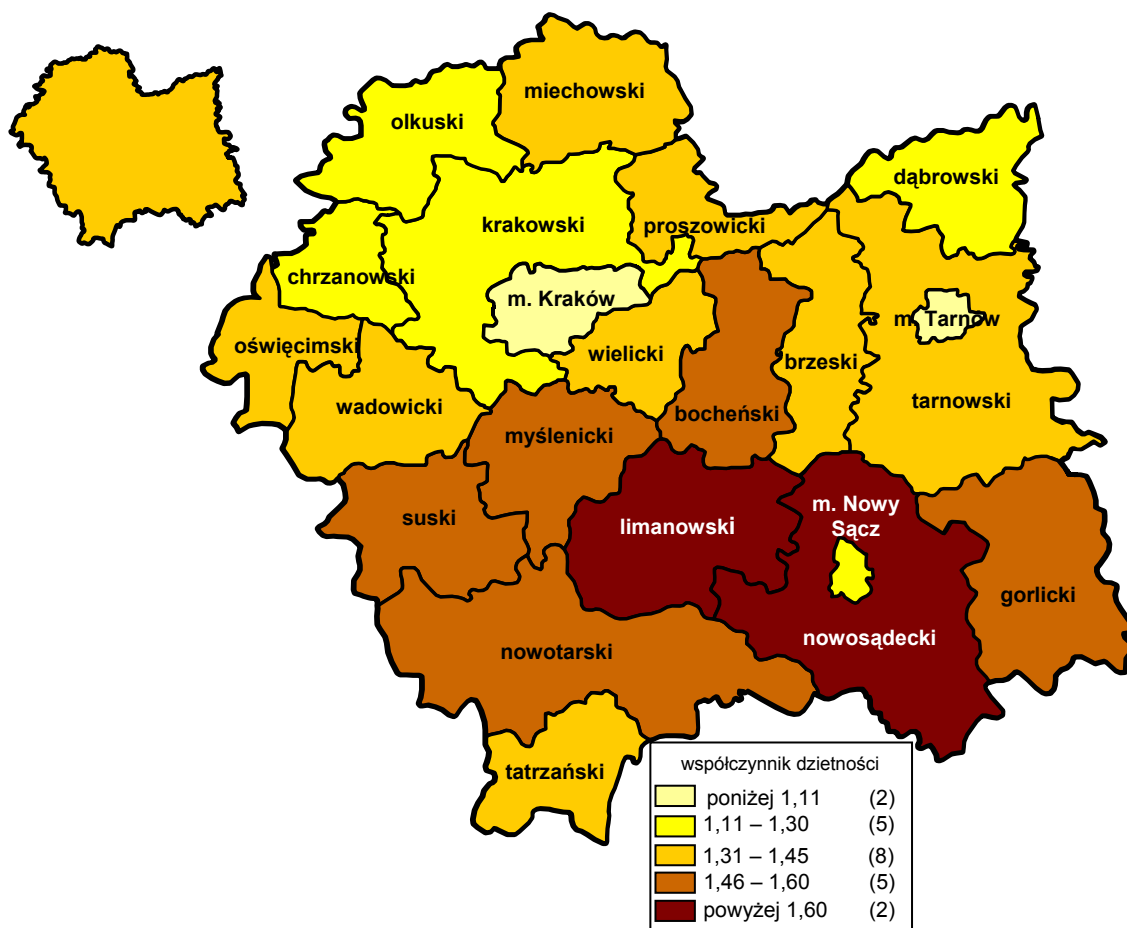 miechowski
olkuski
dąbrowski
krakowski
proszowicki
chrzanowski
m. Kraków
m. Tarnów
oświęcimski
wielicki
brzeski
wadowicki
tarnowski
bocheński
myślenicki
m. Nowy
Sącz
suski
limanowski
gorlicki
nowosądecki
nowotarski
tatrzański
współczynnik dzietności
poniżej 1,11 (2)
1,11 – 1,30 (5)
1,31 – 1,45 (8)
1,46 – 1,60 (5)
powyżej 1,60 (2)